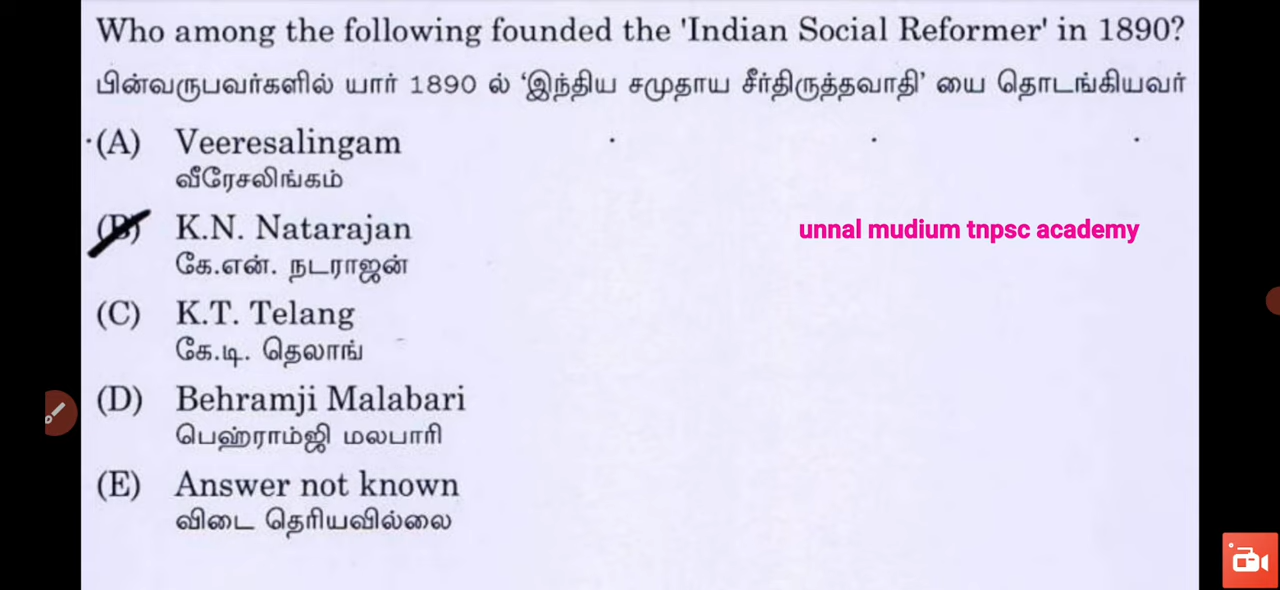 Who among the following founded the 'Indian Social Reformer' in 1890?
பின்வருபவர்களில் யார் 1890 ல் ‘இந்திய சமுதாய சீர்திருத்தவாதி’ யை தொடங்கியவர்
(A) Veeresalingam
வீரேசலிங்கம்
(B) K.N. Natarajan
unnal mudium tnpsc academy
கே.என். நடராஜன்
(C) K.T. Telang
கே.டி. தெலாங்
(D) Behramji Malabari
பெஹ்ராம்ஜி மலபாரி
(E) Answer not known
விடை தெரியவில்லை